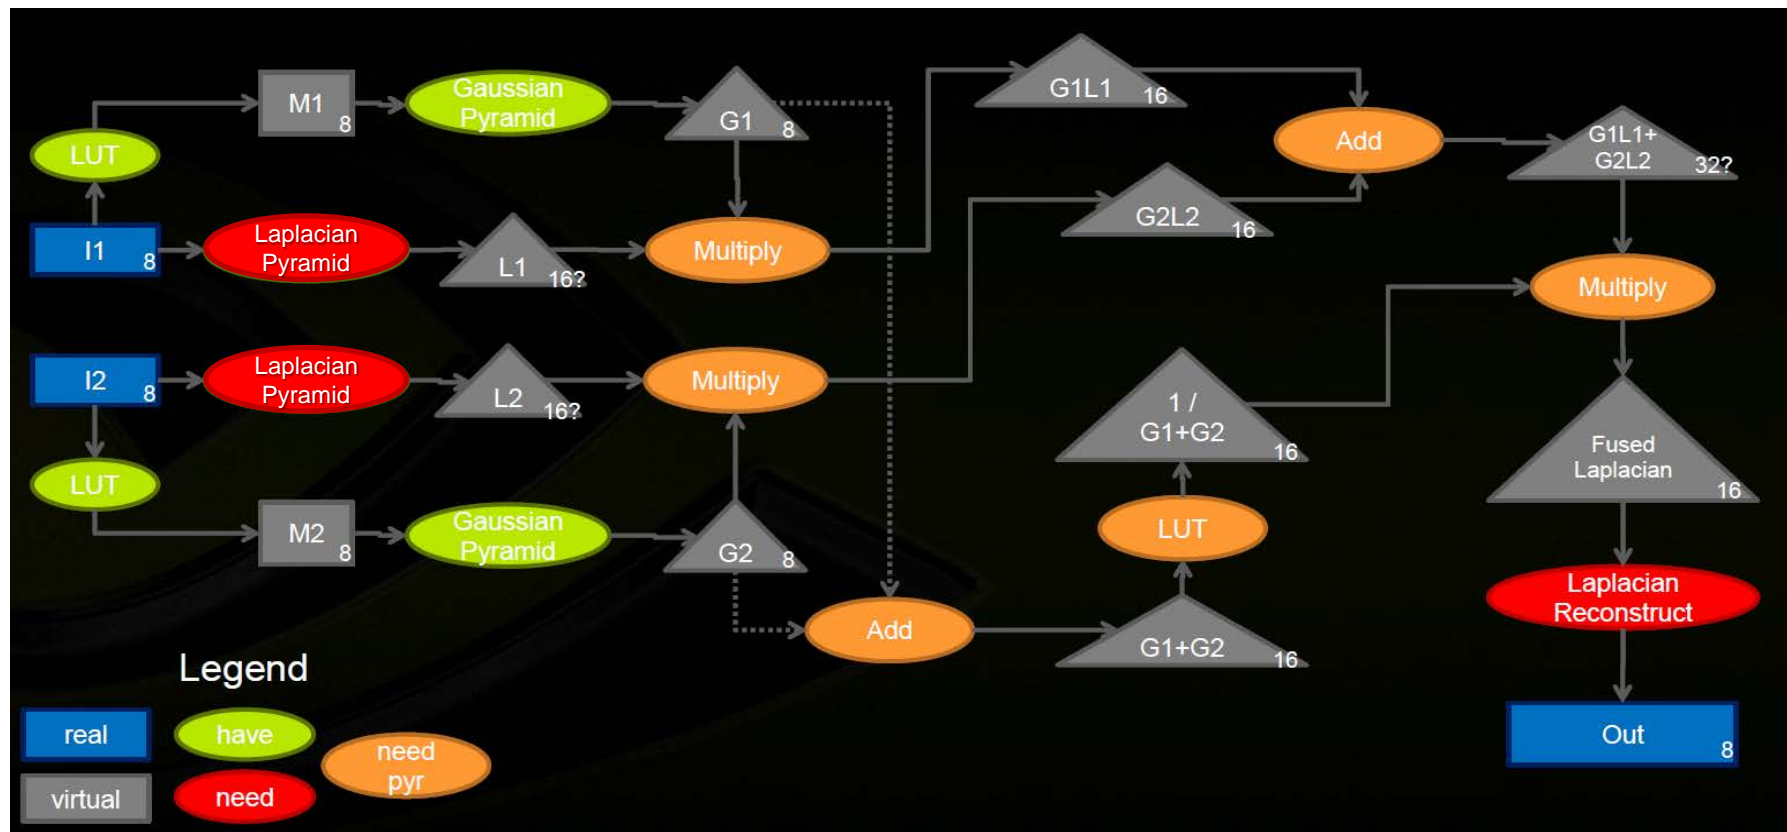 M1
8
Gaussian
Pyramid
G1
8
G1L1
16
Add
G1L1+
G2L2
32?
LUT
I1
8
Laplacian
Pyramid
L1
16?
Multiply
G2L2
16
Multiply
I2
8
Laplacian
Pyramid
L2
16?
Multiply
1 /
G1+G2
16
Fused
Laplacian
16
LUT
M2
8
Gaussian
Pyramid
G2
8
LUT
Add
G1+G2
16
Laplacian
Reconstruct
Out
8
Legend
real
have
need
pyr
virtual
need